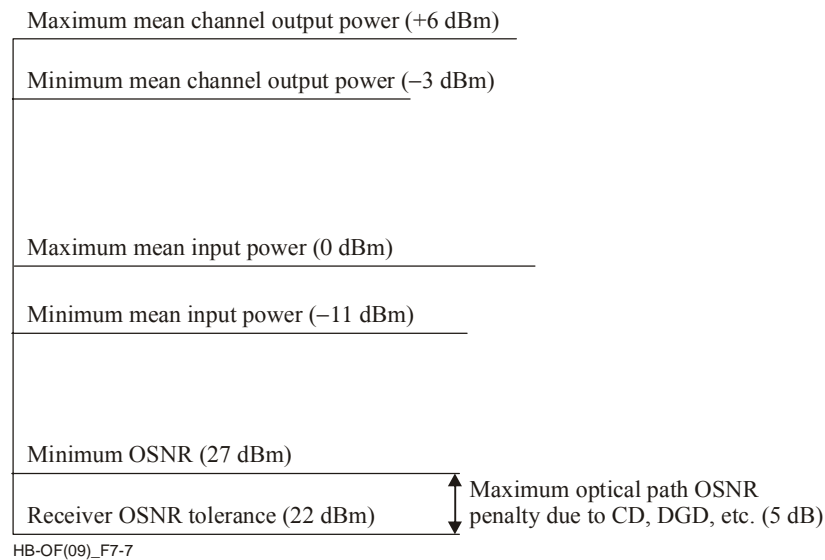 Maximum mean channel output power (+6 dBm)
Minimum mean channel output power (−3 dBm)
Maximum mean input power (0 dBm)
Minimum mean input power (−11 dBm)
Minimum OSNR (27 dBm)
Maximum optical path OSNR
Receiver OSNR tolerance (22 dBm)
penalty due to CD, DGD, etc. (5 dB)
HB-OF(09)_F7-7